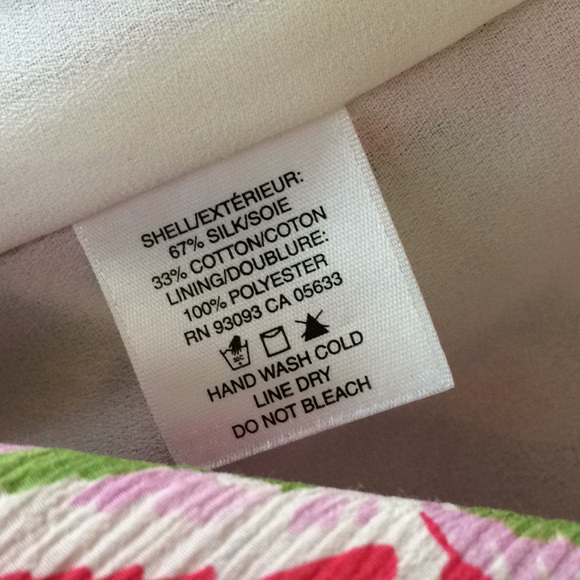 SHELL/EXTÉRIEUR:
67% SILK/SOIE
33% COTTON/COTON
LINING/DOUBLURE:
100% POLYESTER
RN 93093 CA 05633
HAND WASH COLD
LINE DRY
DO NOT BLEACH